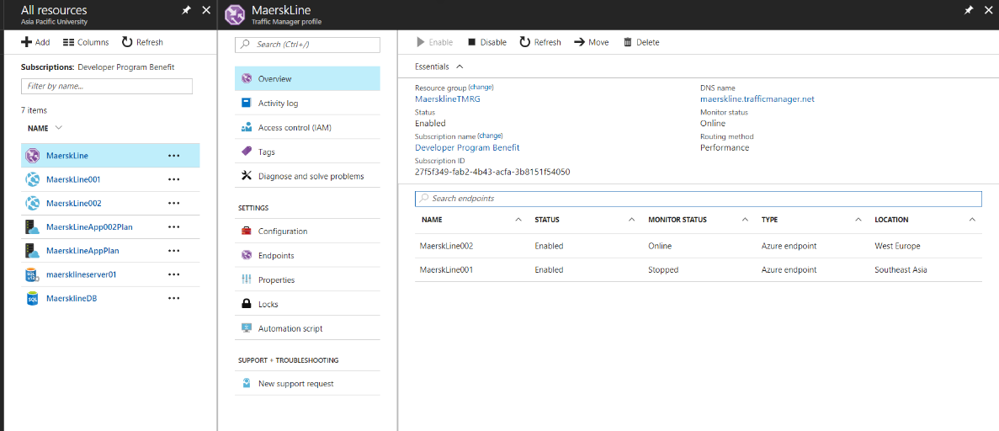 All resources
Asia Pacific University
Add Columns Refresh
Subscriptions: Developer Program Benefit
Filter by name...
7 items
NAME
MaerskLine
MaerskLine001
MaerskLine002
MaerskLineApp002Plan
MaerskLineAppPlan
maersklineserver01
MaersklineDB
MaerskLine
Traffic Manager profile
Search (Ctrl+/)
Overview
Activity log
Access control (IAM)
Tags
Diagnose and solve problems
SETTINGS
Configuration
Endpoints
Properties
Locks
Automation script
SUPPORT + TROUBLESHOOTING
New support request
Enable Disable Refresh Move Delete
Essentials
Resource group (change)
MaersklineTMRG
Status
Enabled
Subscription name (change)
Developer Program Benefit
Subscription ID
27f5f349-fab2-4b43-acfa-3b8151f54050
DNS name
maerskline.trafficmanager.net
Monitor status
Online
Routing method
Performance
Search endpoints
NAME STATUS MONITOR STATUS TYPE LOCATION
MaerskLine002 Enabled Online Azure endpoint West Europe
MaerskLine001 Enabled Stopped Azure endpoint Southeast Asia